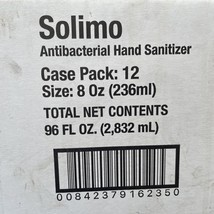 Solimo
Antibacterial Hand Sanitizer
Case Pack: 12
Size: 8 Oz (236ml)
TOTAL NET CONTENTS
96 FL OZ. (2,832 mL)
00842379162350